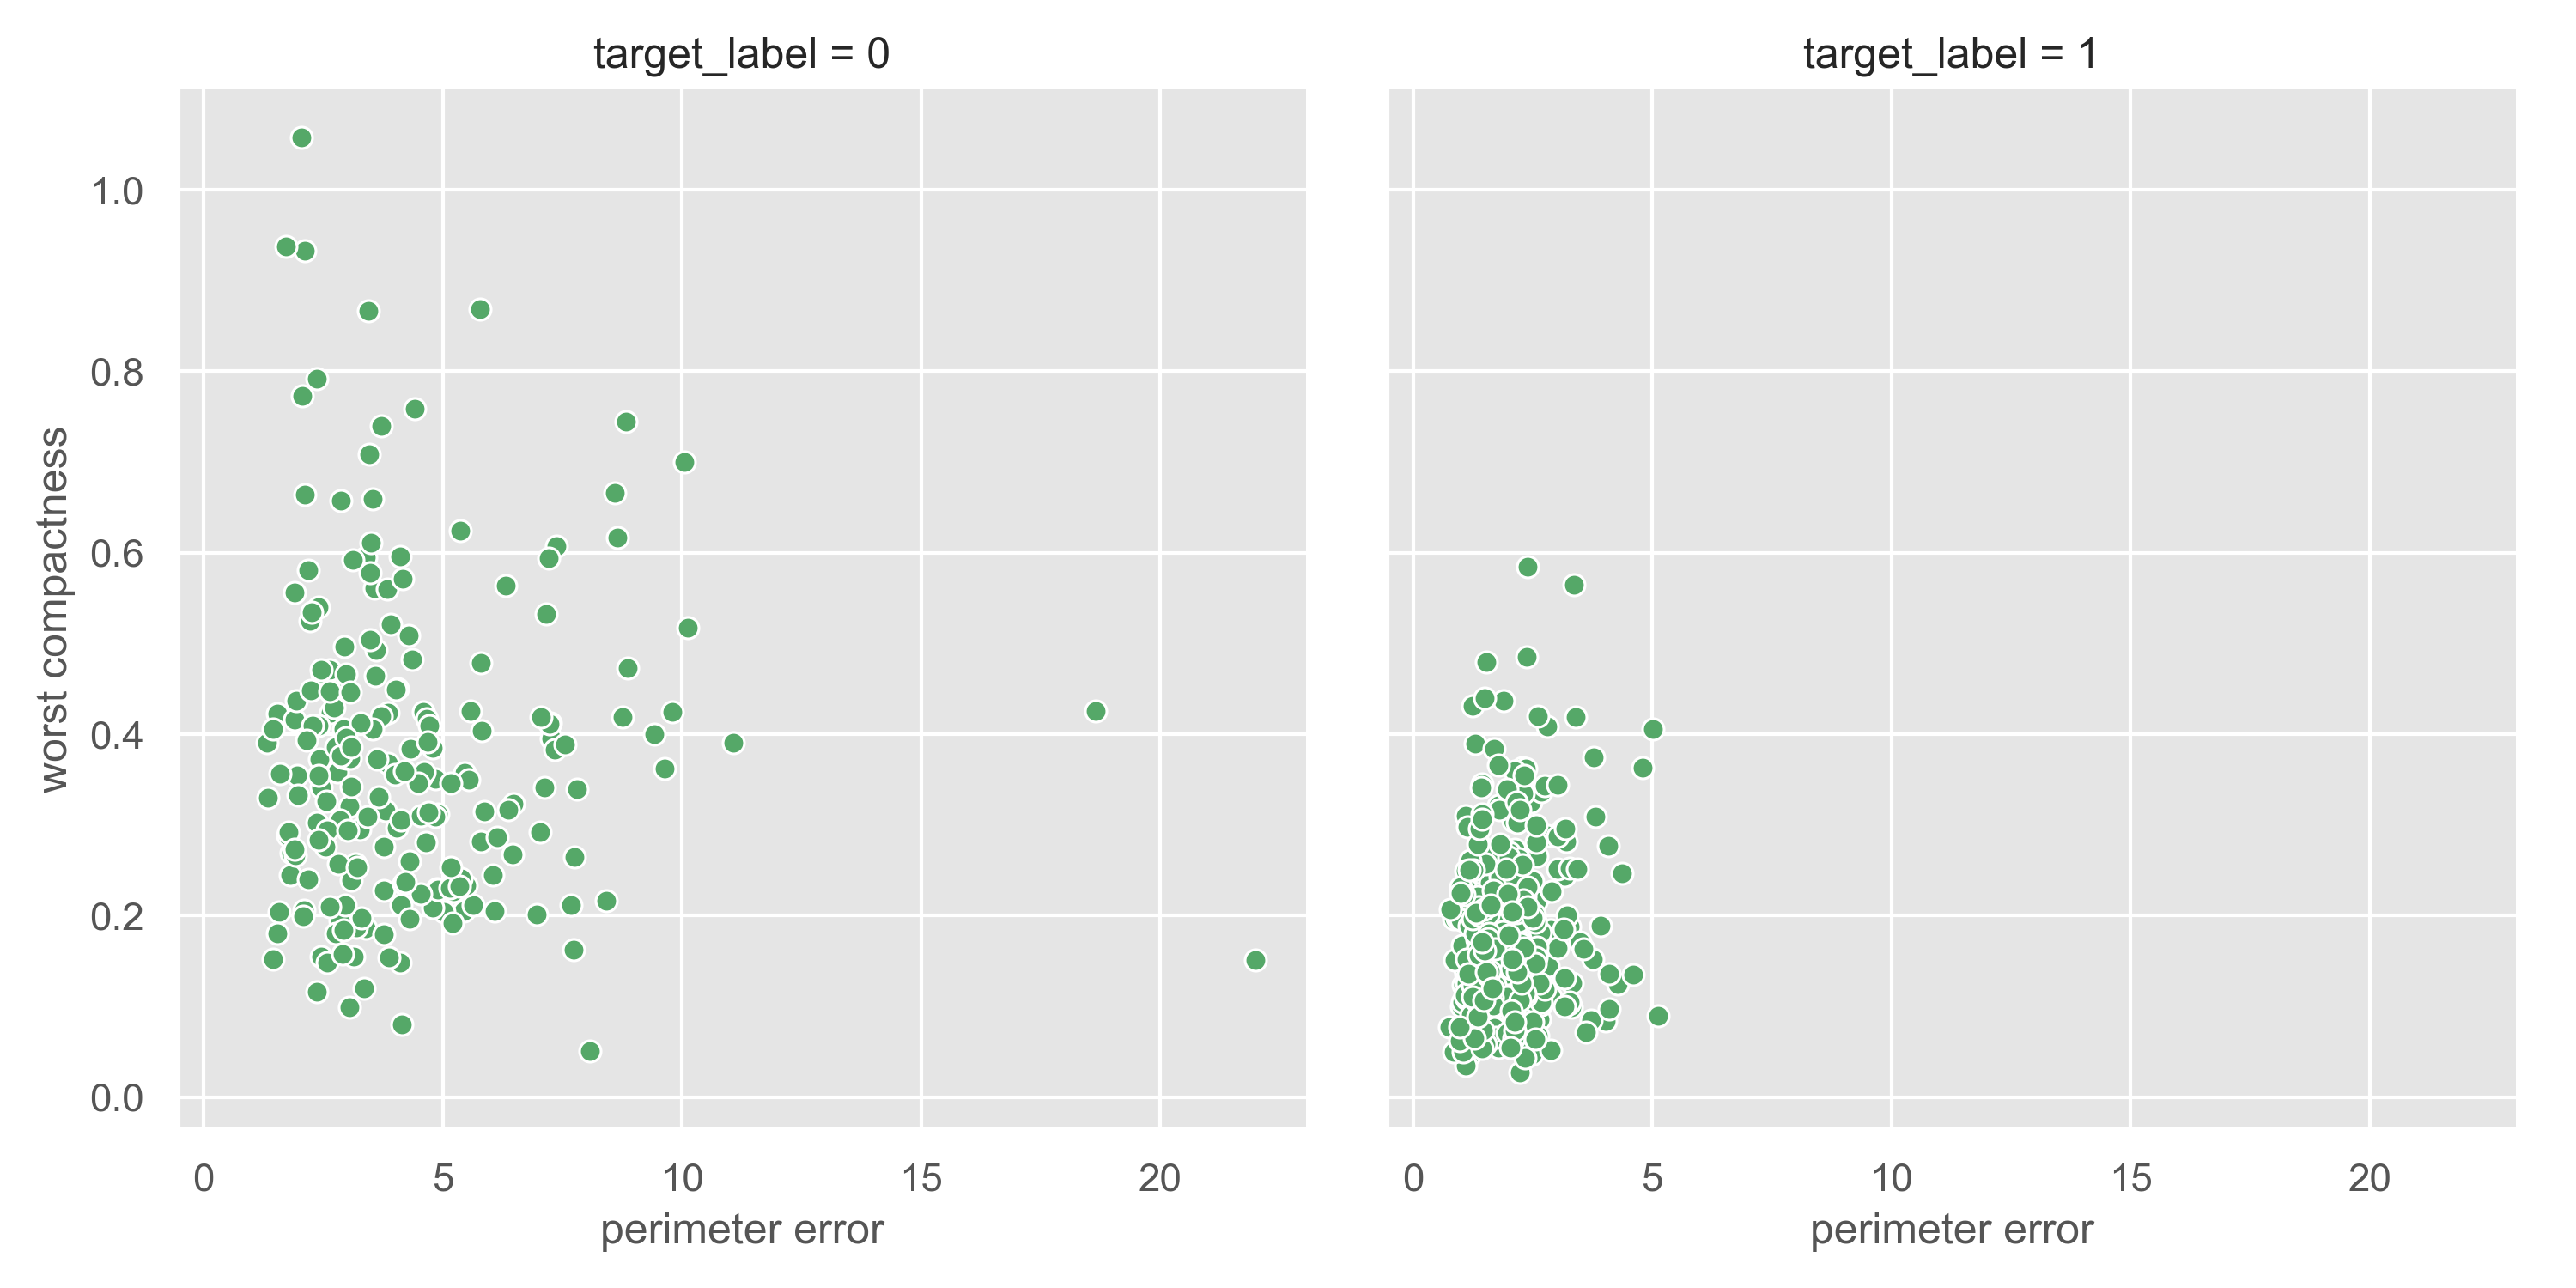 target_label = 0
target_label = 1
worst compactness
1.0
0.8
0.6
0.4
0.2
0.0
0 5 10 15 20
0 5 10 15 20
perimeter error
perimeter error